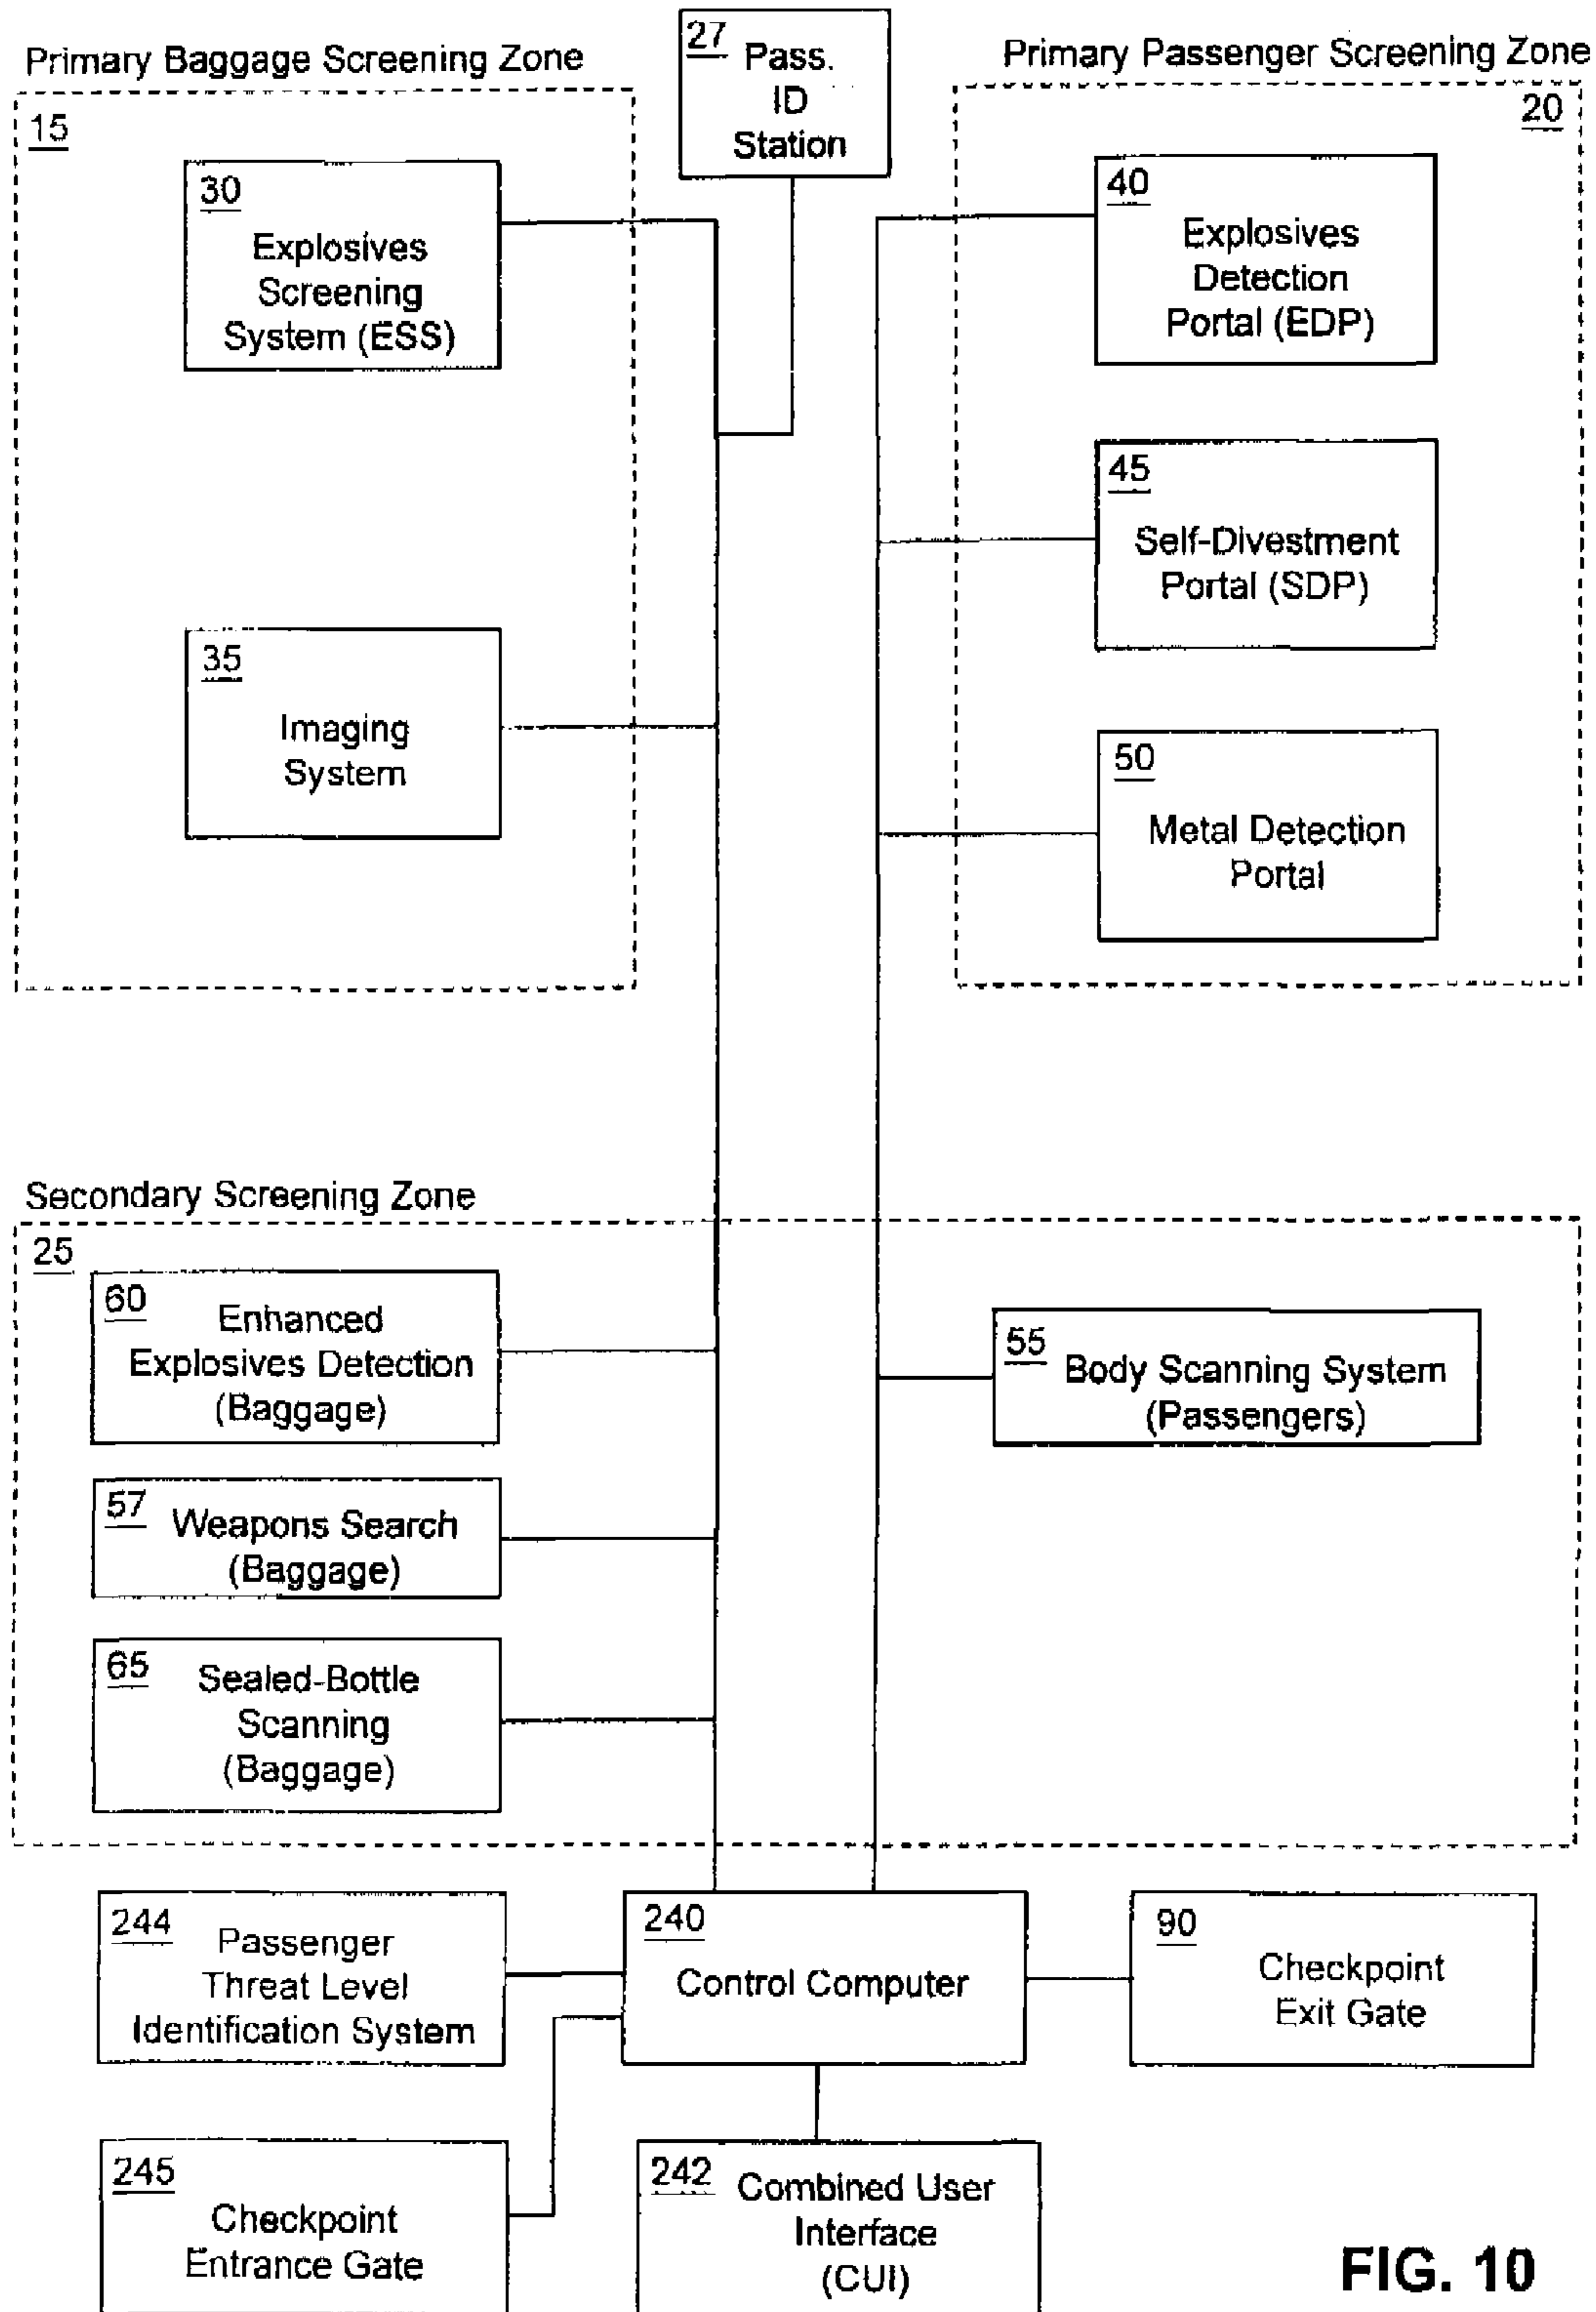 27 Pass.
ID
Station
Primary Baggage Screening Zone
15
30
Explosives
Screening
System (ESS)
35
Imaging
System
Primary Passenger Screening Zone
20
40
Explosives
Detection
Portal (EDP)
45
Self-Divestment
Portal (SDP)
50
Metal Detection
Portal
Secondary Screening Zone
25
60
Enhanced
Explosives Detection
(Baggage)
57 Weapons Search
(Baggage)
65 Sealed-Bottle
Scanning
(Baggage)
55 Body Scanning System
(Passengers)
244
Passenger
Threat Level
Identification System
240
Control Computer
90
Checkpoint
Exit Gate
245
Checkpoint
Entrance Gate
242 Combined User
Interface
(CUI)
FIG. 10